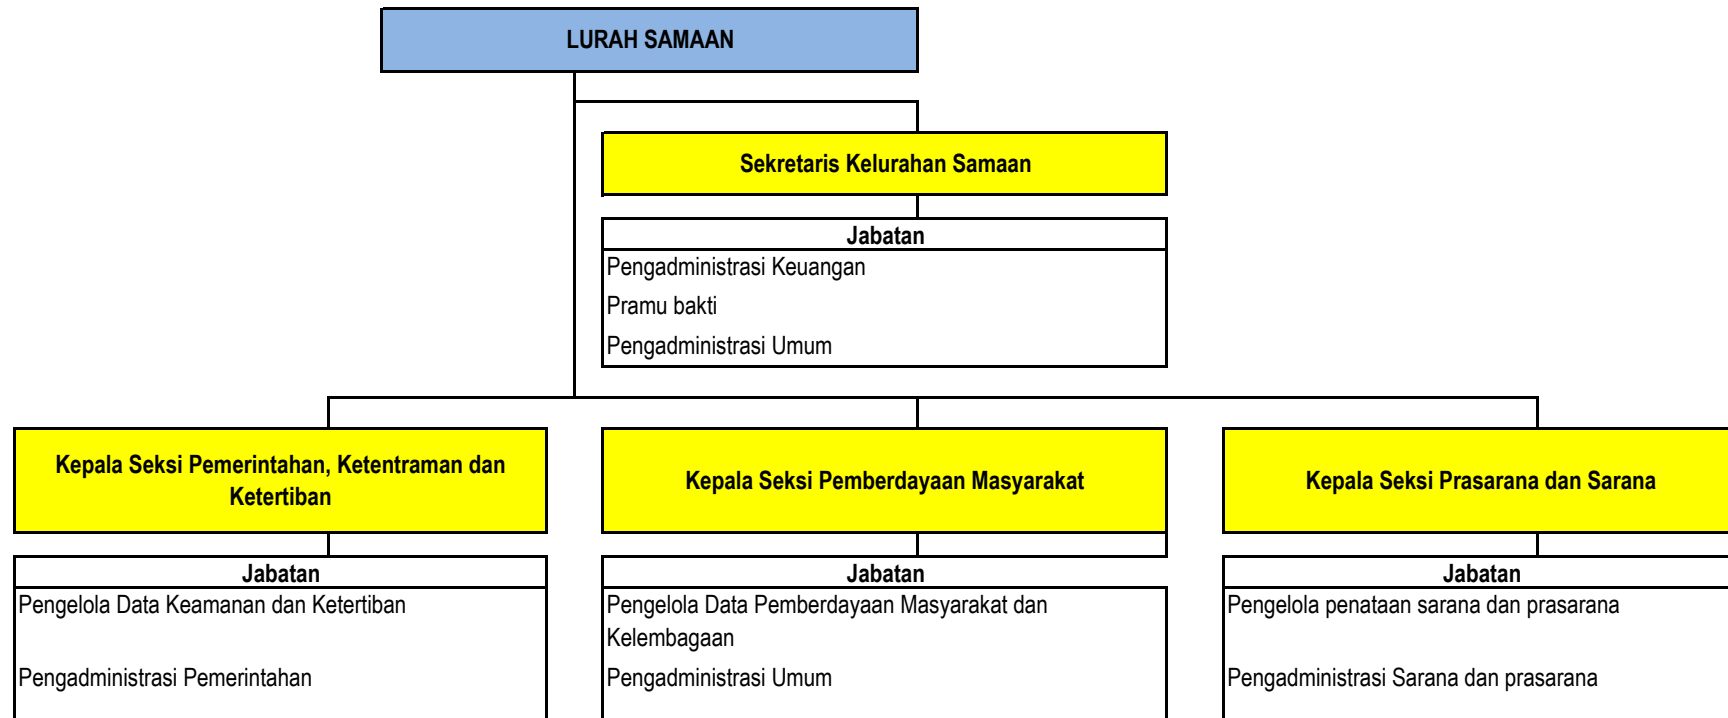 LURAH SAMAAN
Sekretaris Kelurahan Samaan
Jabatan
Pengadministrasi Keuangan
Pramu bakti
Pengadministrasi Umum
Kepala Seksi Pemerintahan, Ketentraman dan
Ketertiban
Jabatan
Pengelola Data Keamanan dan Ketertiban
Pengadministrasi Pemerintahan
Kepala Seksi Pemberdayaan Masyarakat
Jabatan
Pengelola Data Pemberdayaan Masyarakat dan
Kelembagaan
Pengadministrasi Umum
Kepala Seksi Prasarana dan Sarana
Jabatan
Pengelola penataan sarana dan prasarana
Pengadministrasi Sarana dan prasarana